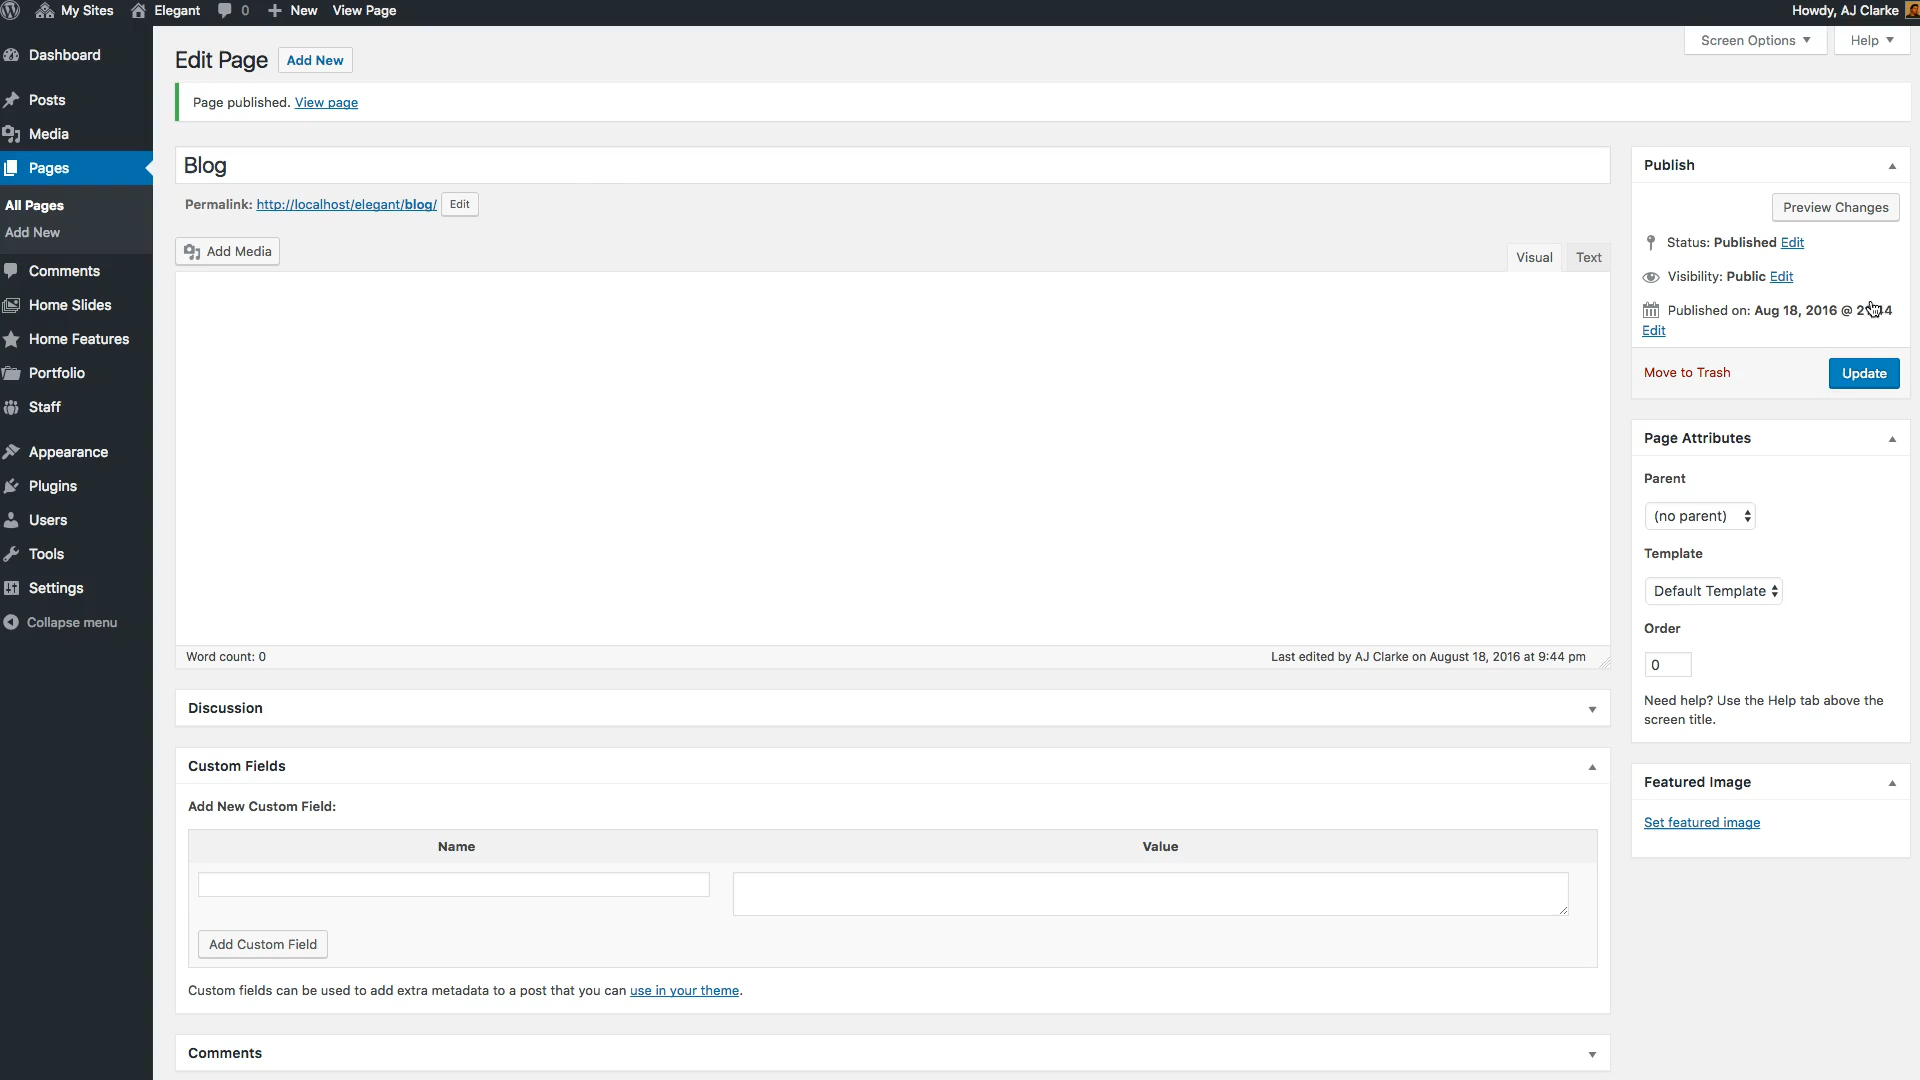 My Sites Elegant 0 New View Page Howdy, AJ Clarke
Screen Options Help
Dashboard
Posts
Media
Pages
All Pages
Add New
Comments
Home Slides
Home Features
Portfolio
Staff
Appearance
Plugins
Users
Tools
Settings
Collapse menu
Edit Page Add New
Page published. View page
Blog
Permalink: http://localhost/elegant/blog/ Edit
Add Media
Visual Text
Word count: 0 Last edited by AJ Clarke on August 18, 2016 at 9:44 pm
Discussion
Custom Fields
Add New Custom Field:
Name Value
Add Custom Field
Custom fields can be used to add extra metadata to a post that you can use in your theme.
Comments
Publish
Preview Changes
Status: Published Edit
Visibility: Public Edit
Published on: Aug 18, 2016 @
Edit
Move to Trash Update
Page Attributes
Parent
(no parent)
Template
Default Template
Order
0
Need help? Use the Help tab above the
screen title.
Featured Image
Set featured image